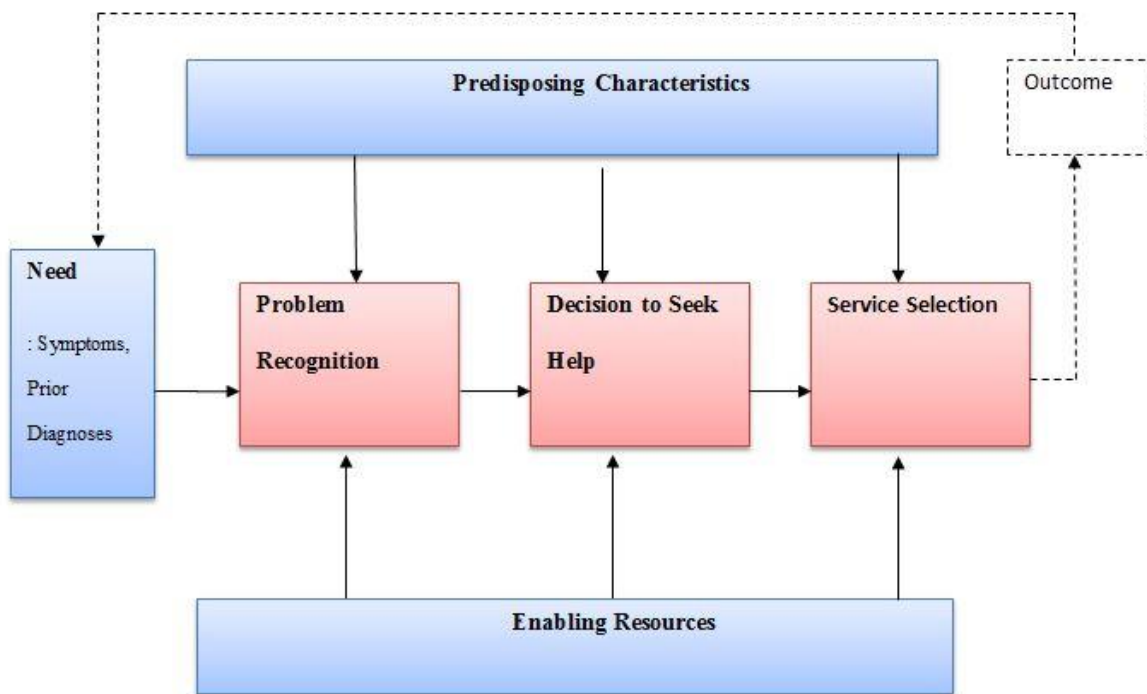 Predisposing Characteristics
Outcome
Need
: Symptoms,
Prior
Diagnoses
Problem
Recognition
Decision to Seek
Help
Service Selection
Enabling Resources